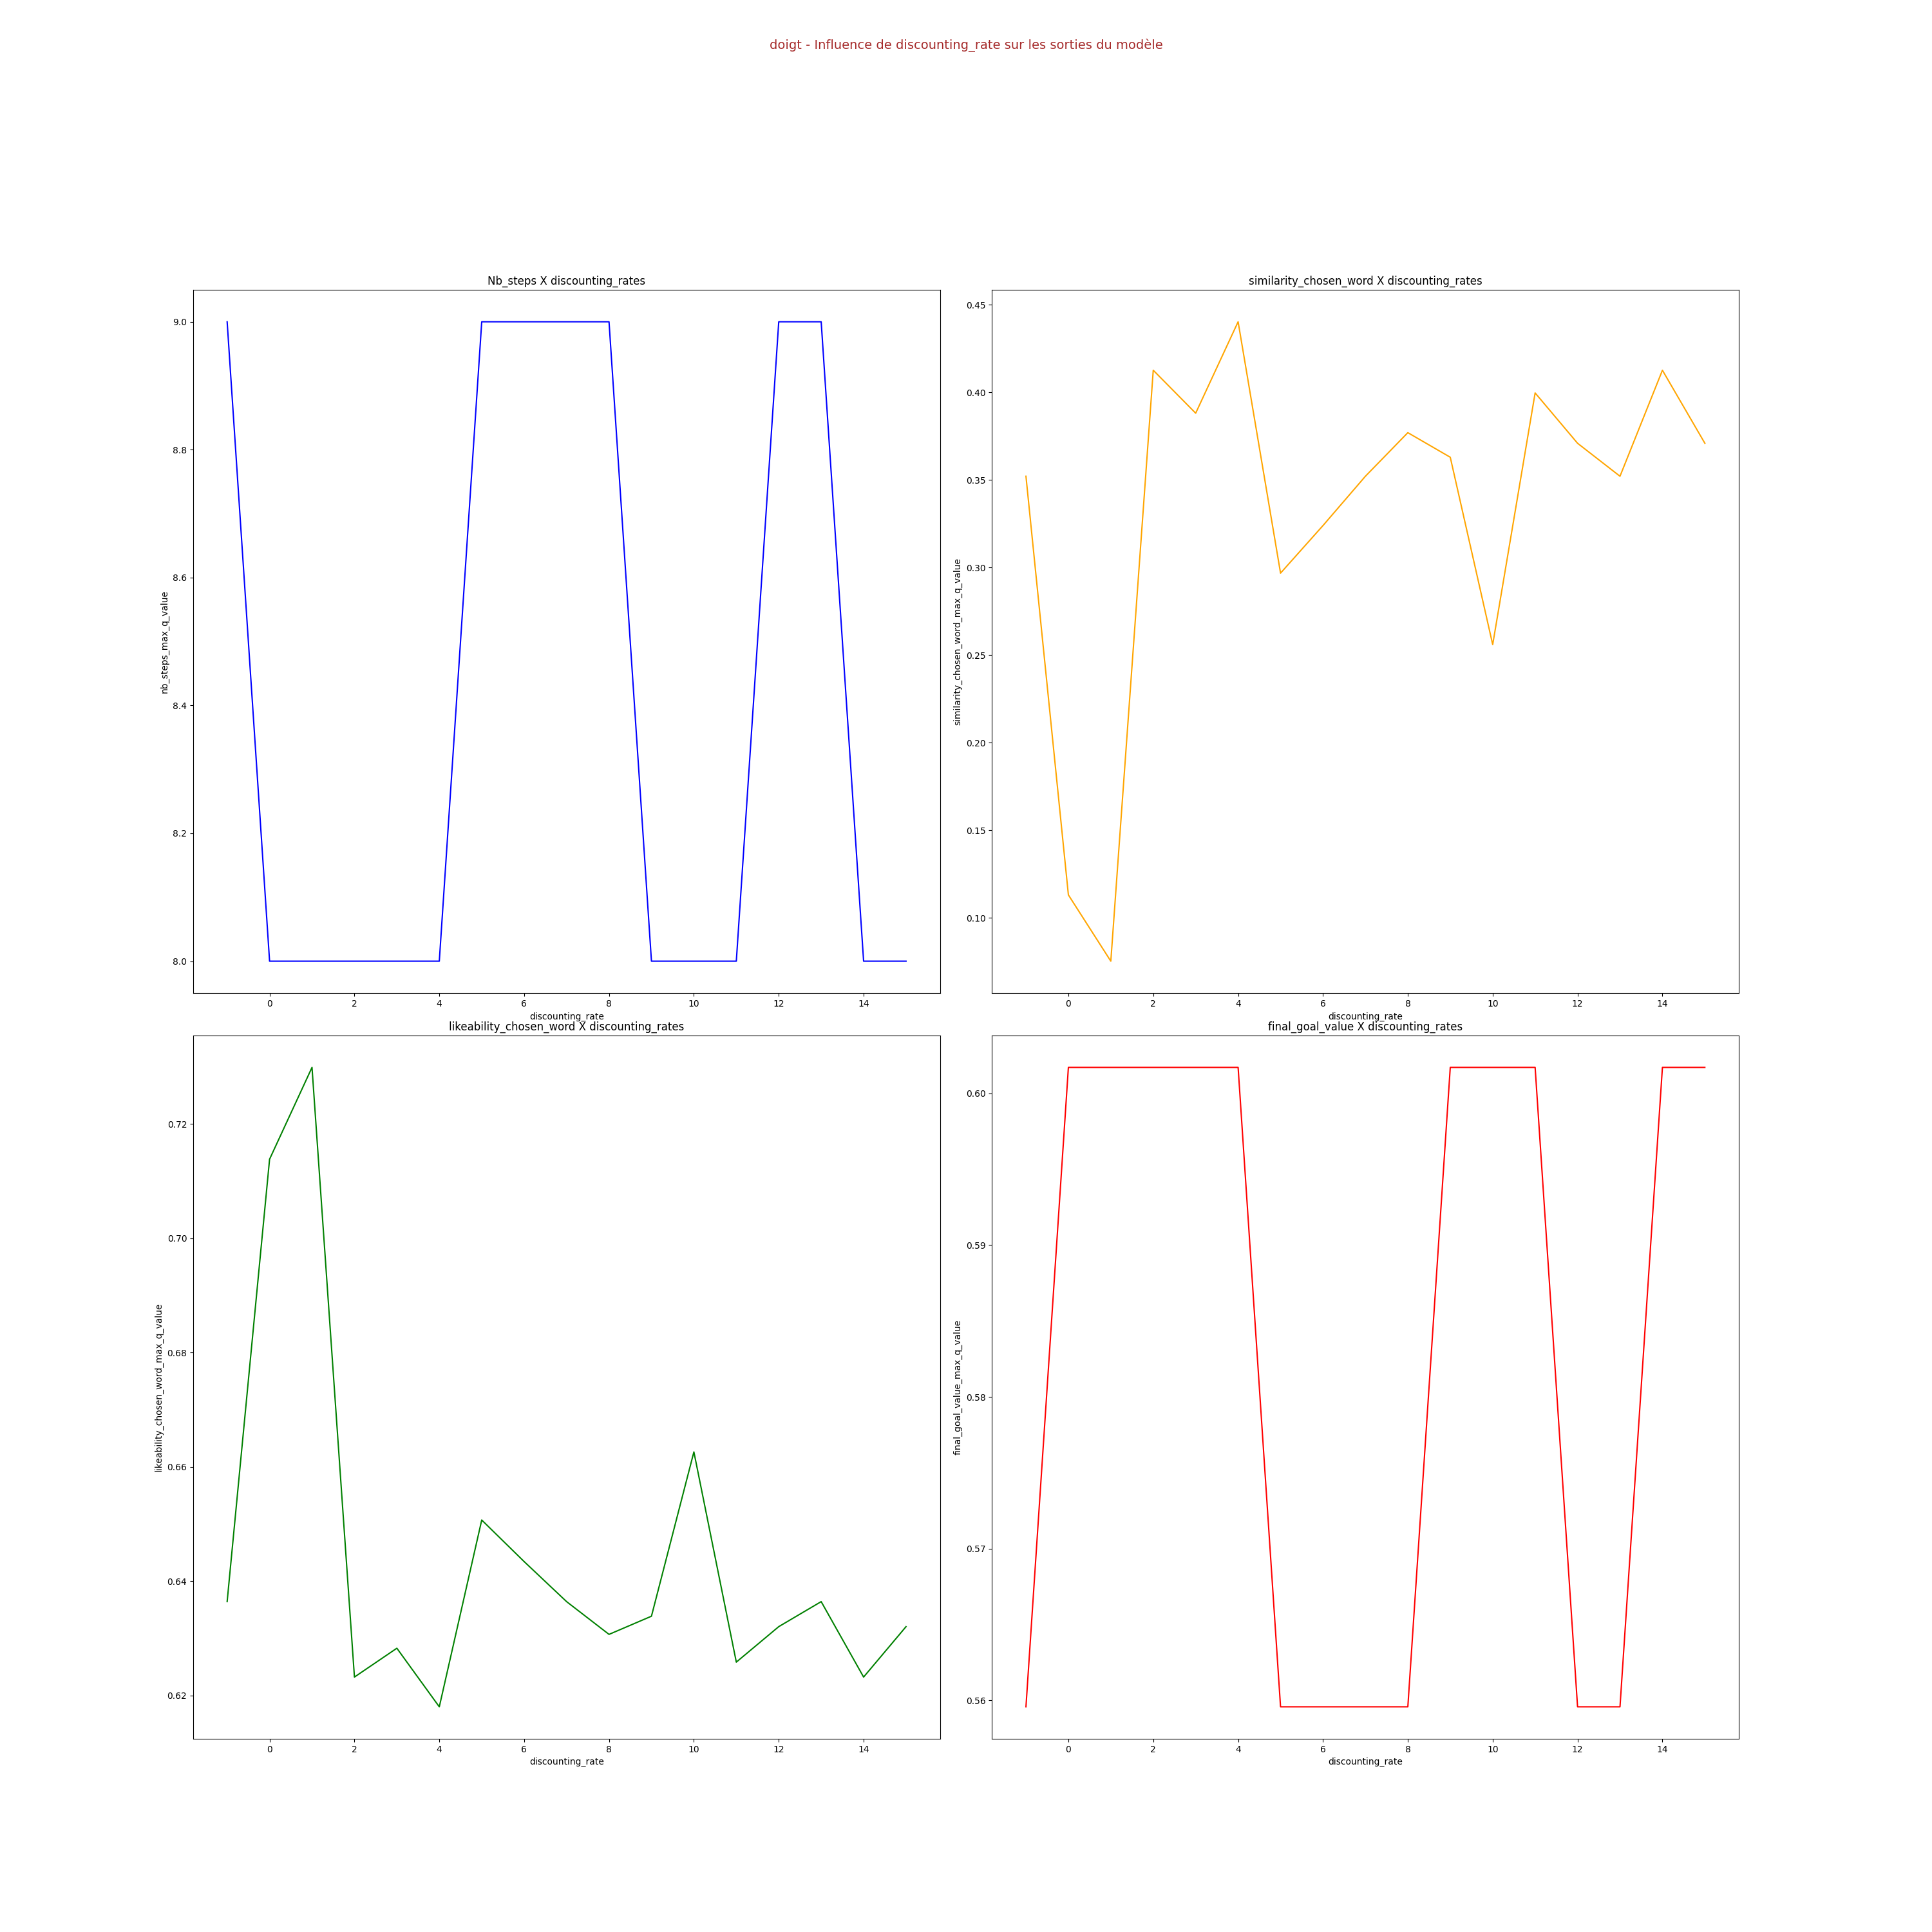 doigt - Influence de discounting_rate sur les sorties du modèle
Nb_steps X discounting_rates
nb_steps_max_q_value
9.0
8.8
8.6
8.4
8.2
8.0
0 2 4 6 8 10 12 14
discounting_rate
similarity_chosen_word X discounting_rates
similarity_chosen_word_max_q_value
0.45
0.40
0.35
0.30
0.25
0.20
0.15
0.10
0 2 4 6 8 10 12 14
discounting_rate
likeability_chosen_word X discounting_rates
likeability_chosen_word_max_q_value
0.72
0.70
0.68
0.66
0.64
0.62
0 2 4 6 8 10 12 14
discounting_rate
final_goal_value X discounting_rates
final_goal_value_max_q_value
0.60
0.59
0.58
0.57
0.56
0 2 4 6 8 10 12 14
discounting_rate